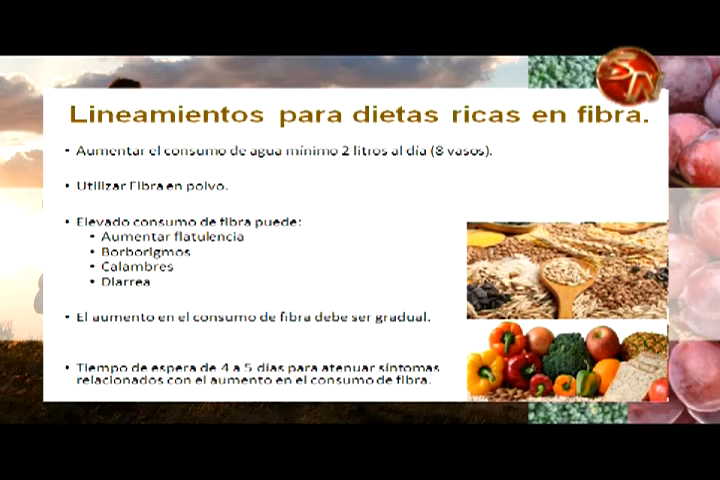 SN
Lineamientos para dietas ricas en fibra.
• Aumentar el consumo de agua mínimo 2 litros al día (8 vasos).
• Utilizar Fibra en polvo.
• Elevado consumo de fibra puede:
• Aumentar flatulencia
• Borborigmos
• Calambres
• Diarrea
• El aumento en el consumo de fibra debe ser gradual.
• Tiempo de espera de 4 a 5 días para atenuar síntomas
relacionados con el aumento en el consumo de fibra.